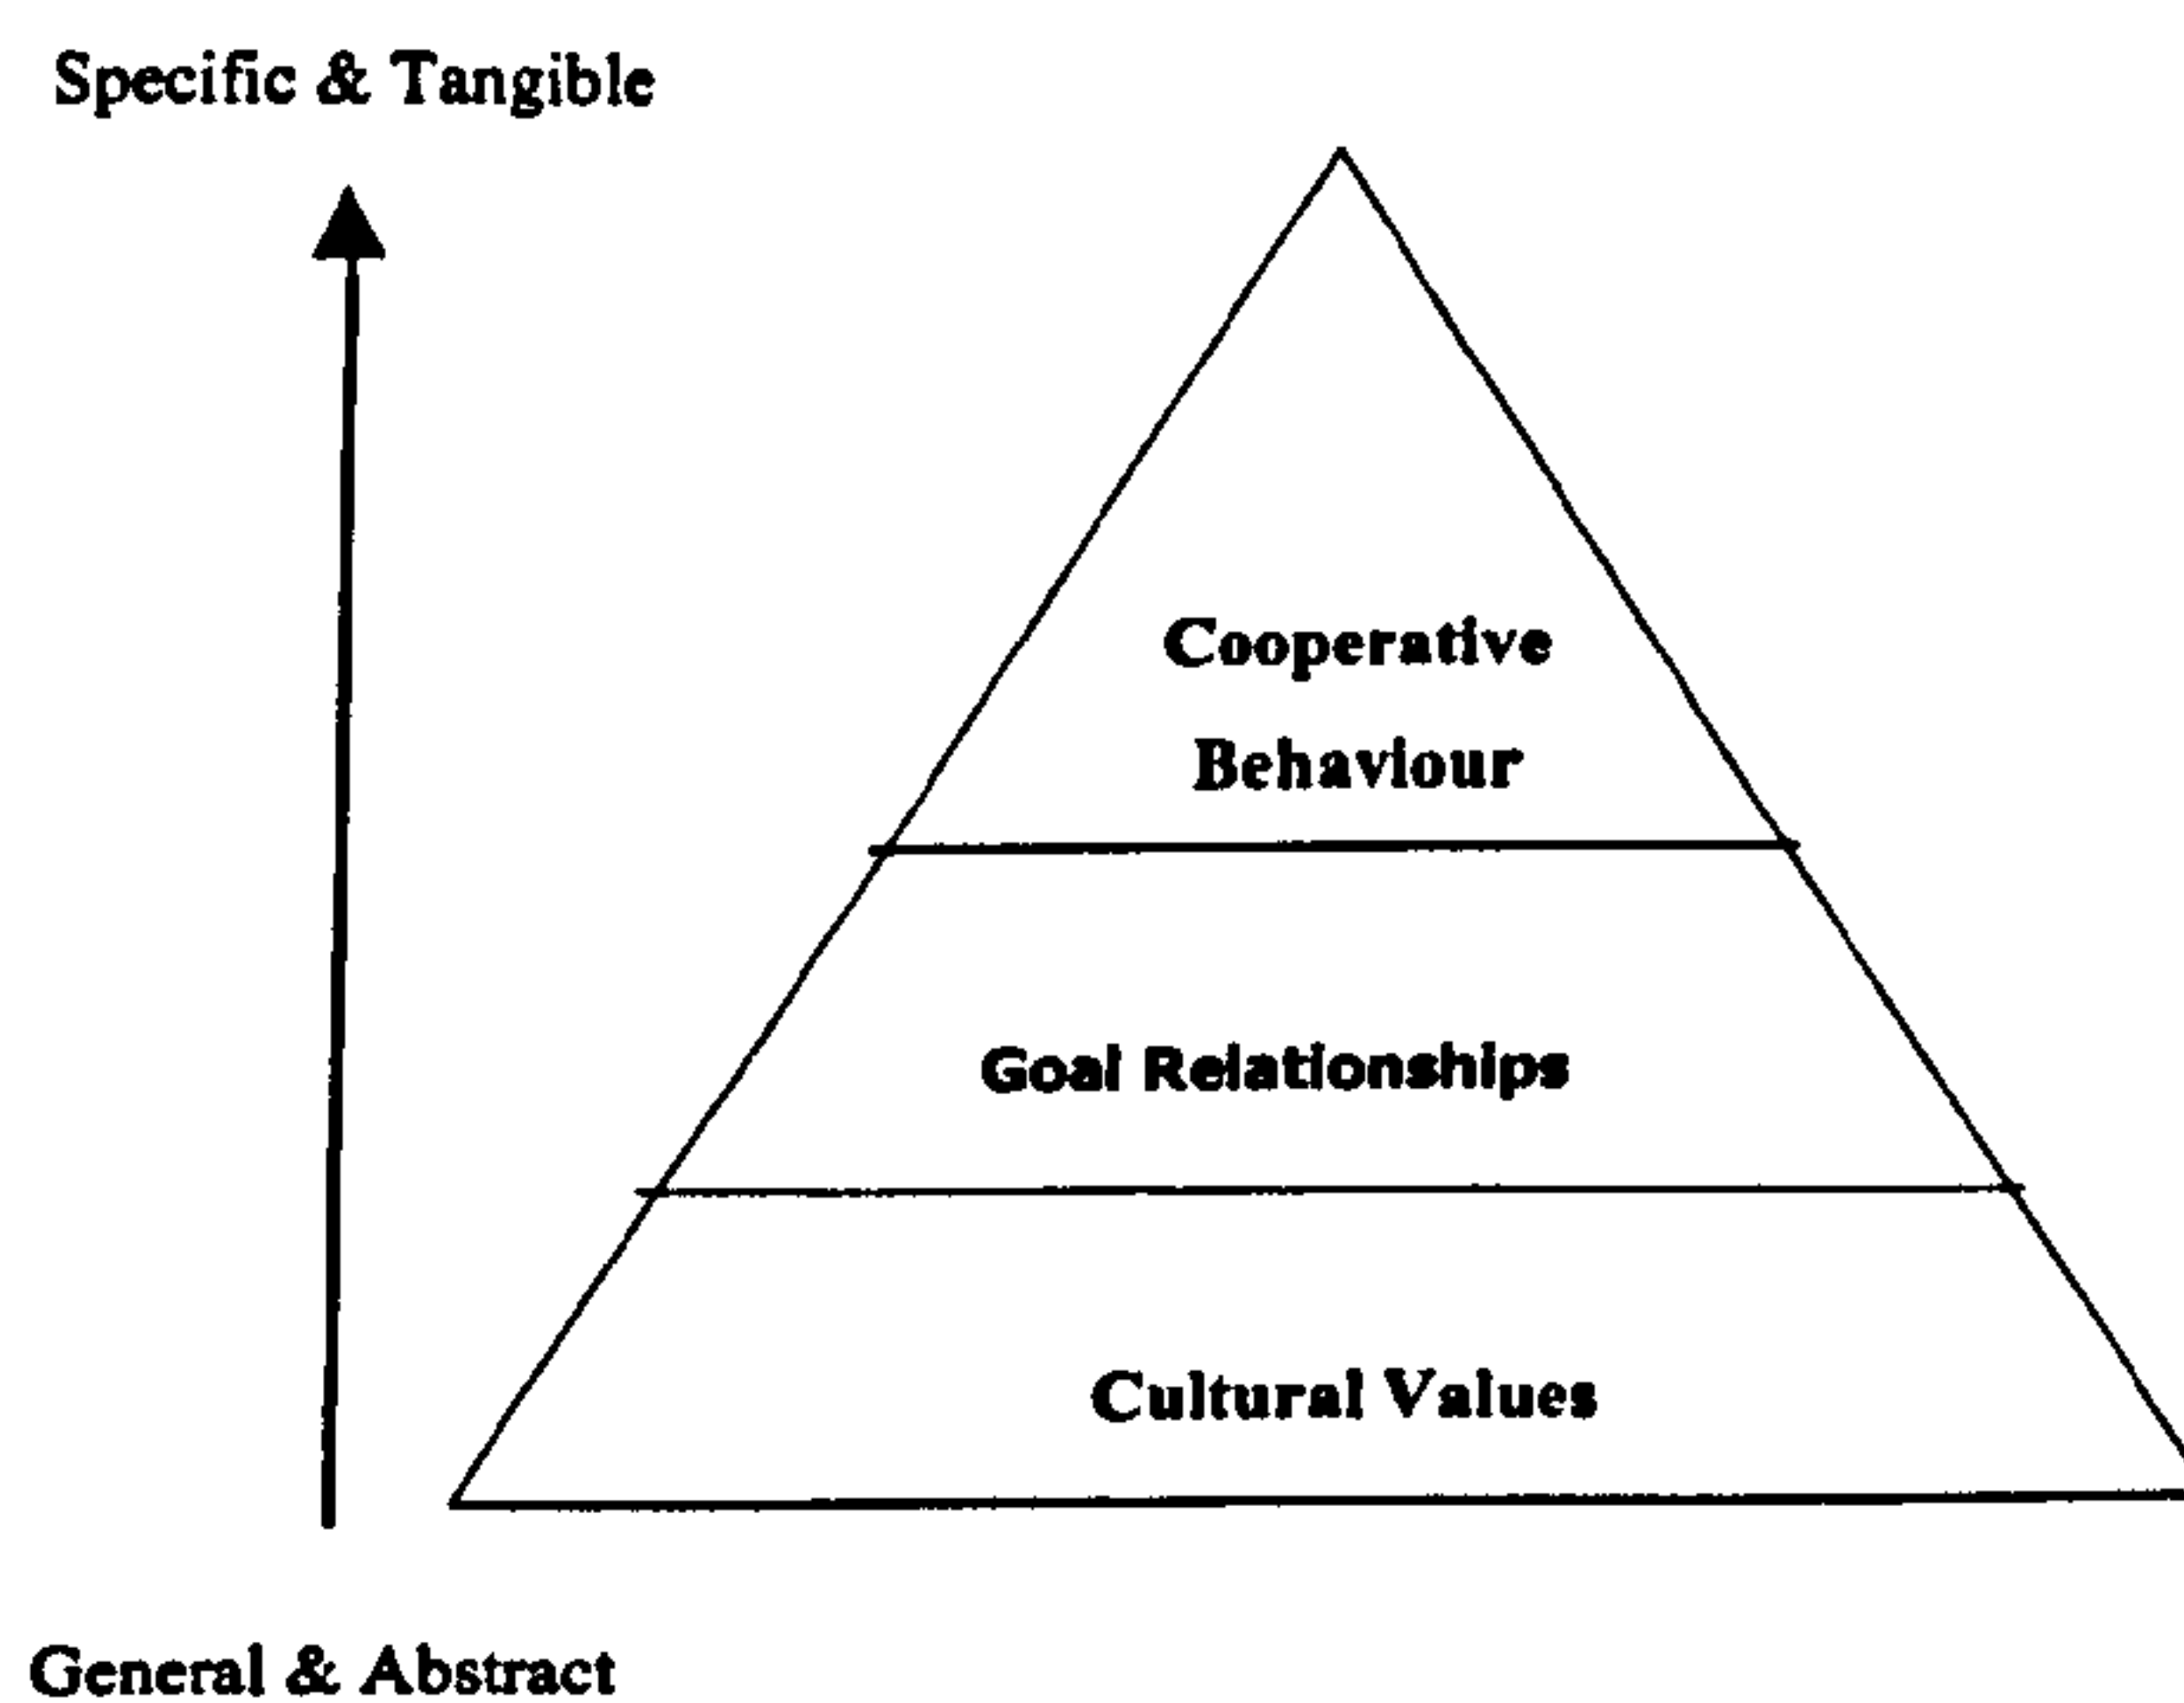 Specific & Tangible
Cooperative
Behaviour
Goal Relationships
Cultural Values
General & Abstract